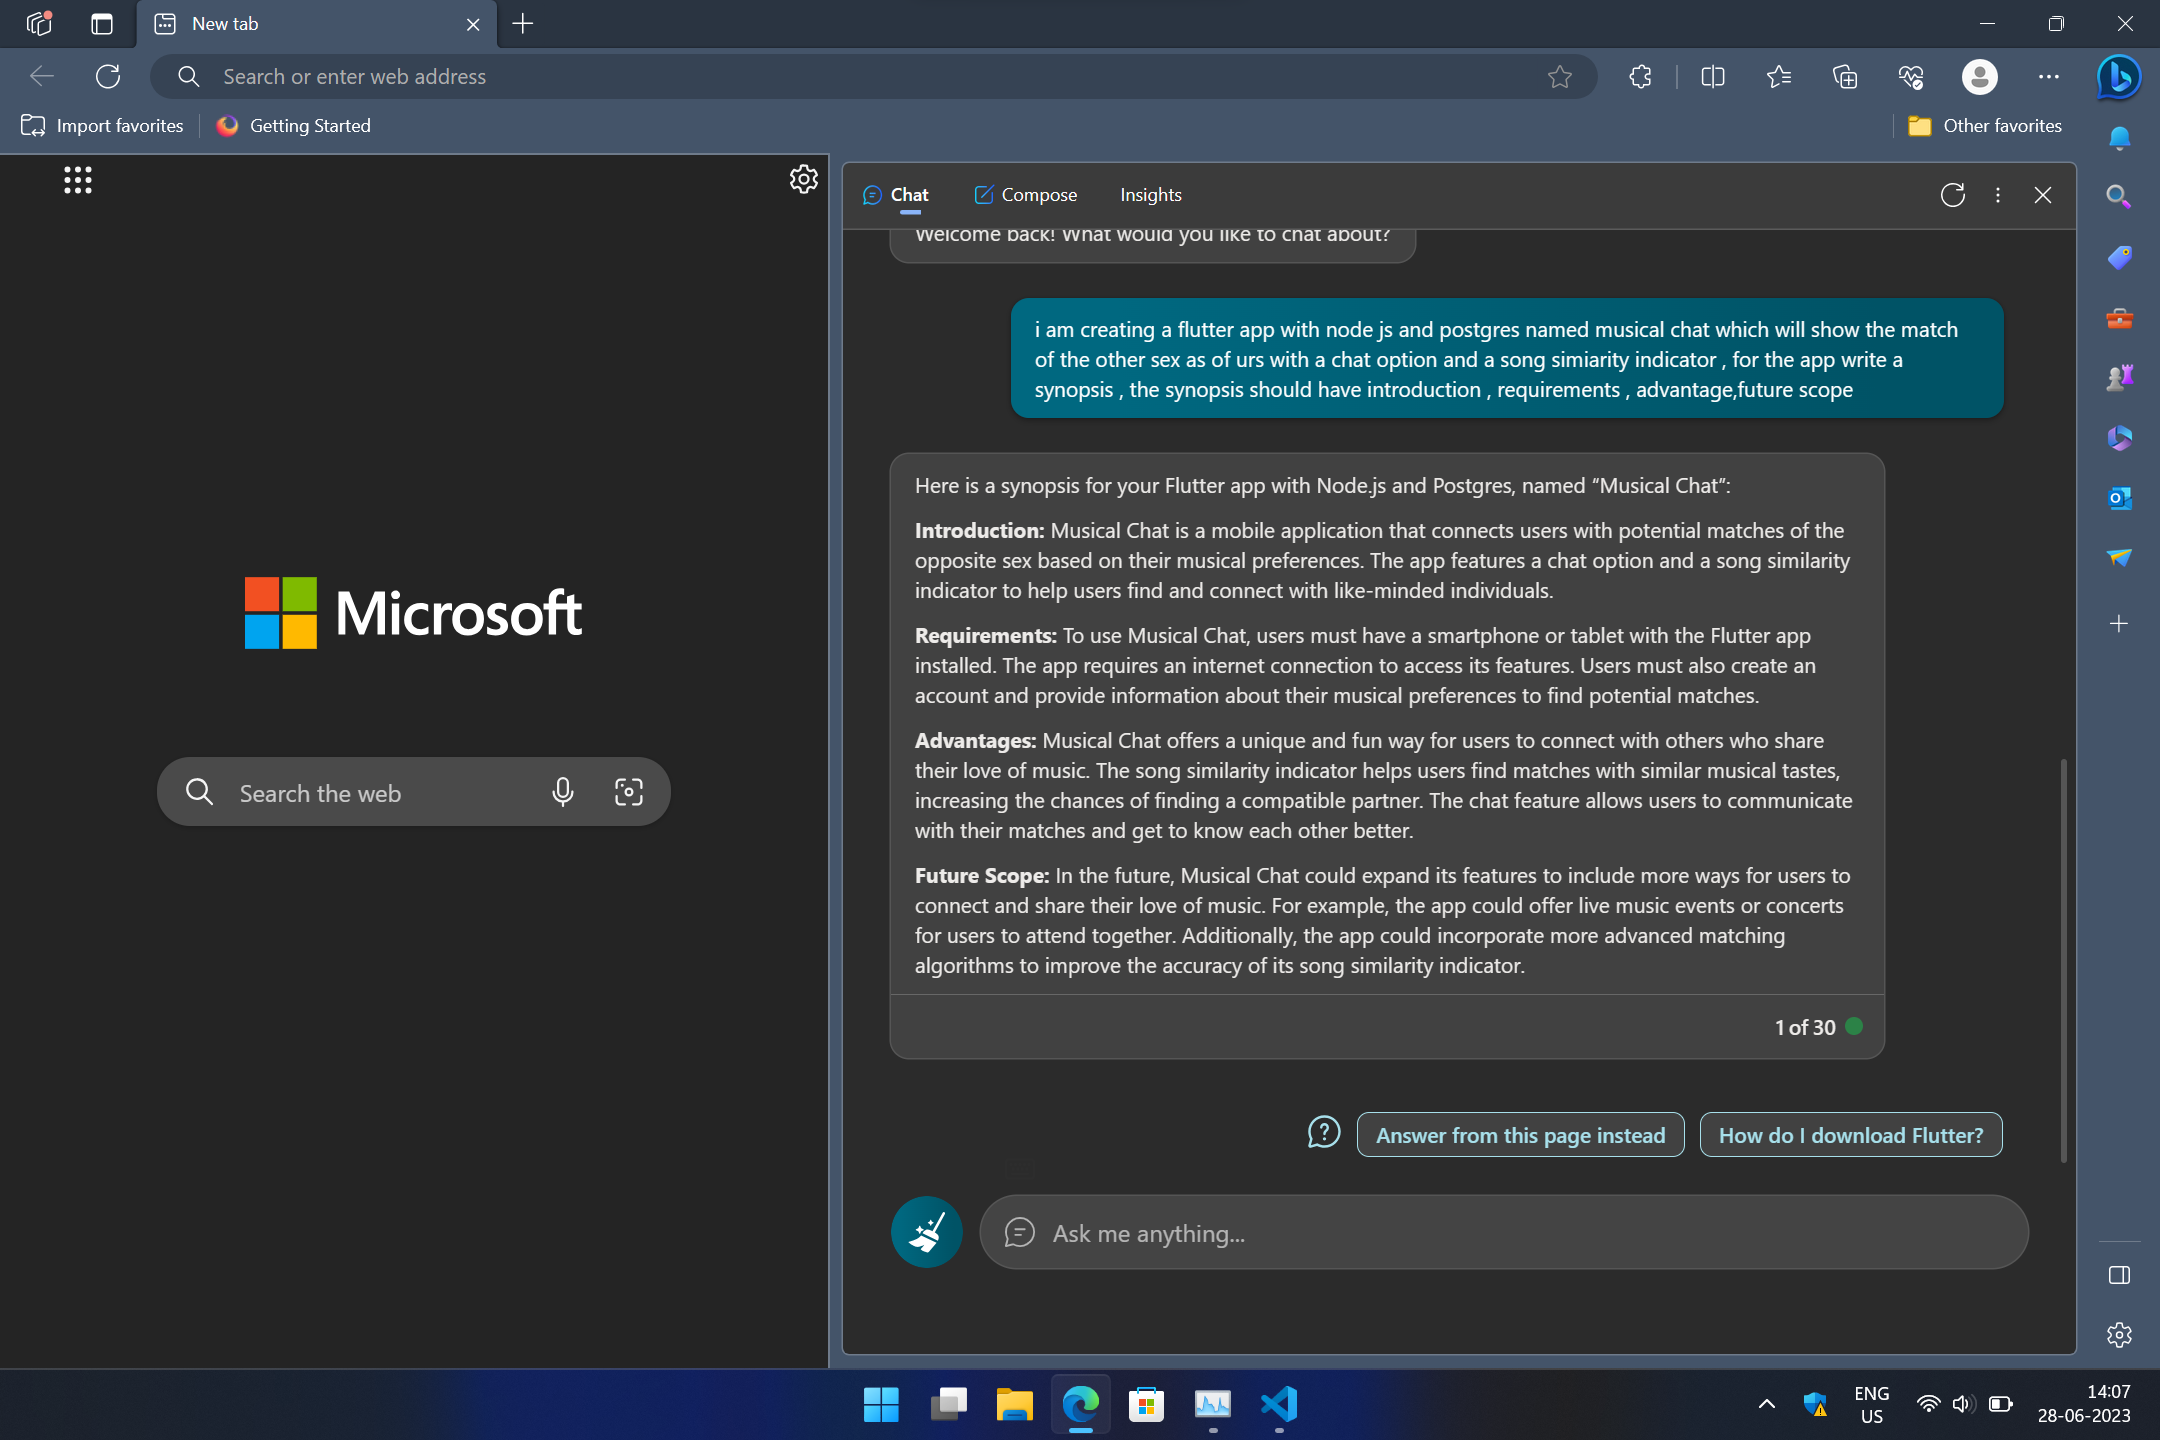 New tab
Search or enter web address
Import favorites
Getting Started
Other favorites
Chat
Compose
Insights
Welcome back! What would you like to chat about?
i am creating a flutter app with node js and postgres named musical chat which will show the match
of the other sex as of urs with a chat option and a song simiarity indicator , for the app write a
synopsis , the synopsis should have introduction , requirements , advantage,future scope
Here is a synopsis for your Flutter app with Node.js and Postgres, named “Musical Chat”:
Introduction: Musical Chat is a mobile application that connects users with potential matches of the
opposite sex based on their musical preferences. The app features a chat option and a song similarity
indicator to help users find and connect with like-minded individuals.
Requirements: To use Musical Chat, users must have a smartphone or tablet with the Flutter app
installed. The app requires an internet connection to access its features. Users must also create an
account and provide information about their musical preferences to find potential matches.
Advantages: Musical Chat offers a unique and fun way for users to connect with others who share
their love of music. The song similarity indicator helps users find matches with similar musical tastes,
increasing the chances of finding a compatible partner. The chat feature allows users to communicate
with their matches and get to know each other better.
Future Scope: In the future, Musical Chat could expand its features to include more ways for users to
connect and share their love of music. For example, the app could offer live music events or concerts
for users to attend together. Additionally, the app could incorporate more advanced matching
algorithms to improve the accuracy of its song similarity indicator.
1 of 30
Answer from this page instead
How do I download Flutter?
Ask me anything...
Microsoft
Search the web
ENG
US
14:07
28-06-2023